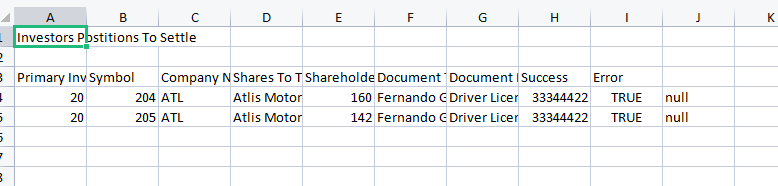 A B C D E F G H I J K
1 Investors Postitions To Settle
2
3 Primary Inv Symbol Company N Shares To T Shareholde Document Document Success Error
4 20 204 ATL Atlis Motor 160 Fernando G Driver Licen 33344422 TRUE null
5 20 205 ATL Atlis Motor 142 Fernando G Driver Licen 33344422 TRUE null
6
7
8